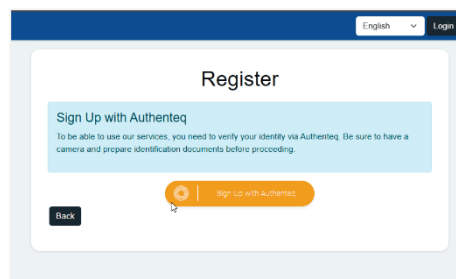 English
Login
Register
Sign Up with Authenteq
To be able to use our services, you need to verify your identity via Authenteq. Be sure to have a
camera and prepare identification documents before proceeding.
Sign Up with Authenteq
Back